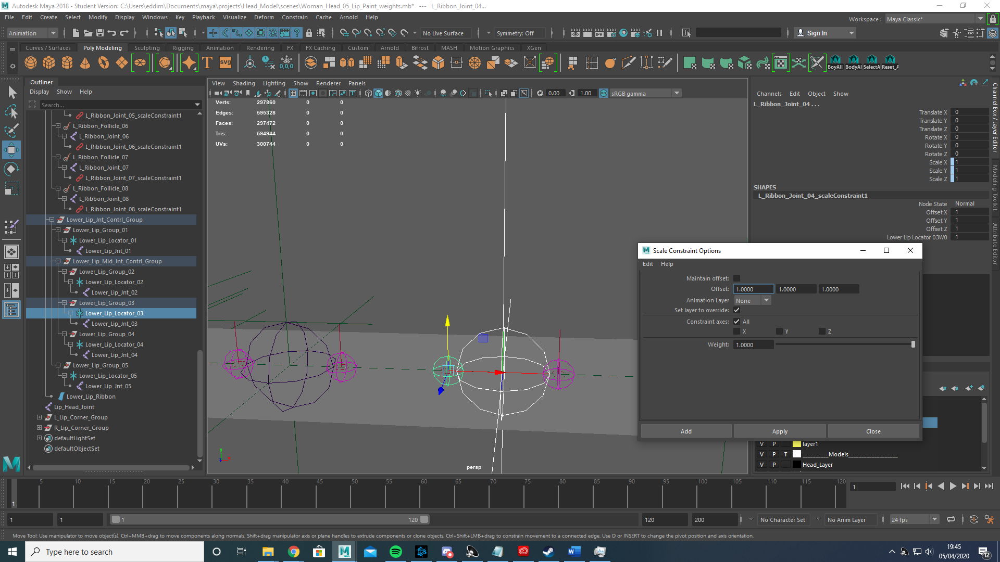 Autodesk Maya 2018 - Student Version: C:\Users\eddim\Documents\maya\projects\Head_Model\scenes\Woman_Head_05_Lip_Paint_weights.mb* --- L_Ribbon_Joint_04...
File Edit Create Select Modify Display Windows Key Playback Visualize Deform Constrain Cache Arnold Help
Workspace : Maya Classic*
Animation
No Live Surface
Symmetry: Off
Sign In
Curves / Surfaces Poly Modeling Sculpting Rigging Animation Rendering FX FX Caching Custom Arnold Bifrost MASH Motion Graphics XGen
T svg 0,0,0 BoyAll BodyAl SelectA Reset_A
Outliner
Display Show Help
Search...
L_Ribbon_Joint_05_scaleConstraint1
L_Ribbon_Follicle_06
L_Ribbon_Joint_06
L_Ribbon_Joint_06_scaleConstraint1
L_Ribbon_Follicle_07
L_Ribbon_Joint_07
L_Ribbon_Joint_07_scaleConstraint1
L_Ribbon_Follicle_08
L_Ribbon_Joint_08
L_Ribbon_Joint_08_scaleConstraint1
Lower_Lip_Jnt_Contrl_Group
Lower_Lip_Group_01
Lower_Lip_Locator_01
Lower_Lip_Jnt_01
Lower_Lip_Mid_Jnt_Contrl_Group
Lower_Lip_Group_02
Lower_Lip_Locator_02
Lower_Lip_Jnt_02
Lower_Lip_Group_03
Lower_Lip_Locator_03
Lower_Lip_Jnt_03
Lower_Lip_Group_04
Lower_Lip_Locator_04
Lower_Lip_Jnt_04
Lower_Lip_Group_05
Lower_Lip_Locator_05
Lower_Lip_Jnt_05
Lower_Lip_Ribbon
Lip_Head_Joint
L_Lip_Corner_Group
R_Lip_Corner_Group
defaultLightSet
defaultObjectSet
View Shading Lighting Show Renderer Panels
0.00 1.00 sRGB gamma
Verts: 297860 0 0
Edges: 595328 0 0
Faces: 297472 0 0
Tris: 594944 0 0
UVs: 300744 0 0
y
x
persp
Channels Edit Object Show
L_Ribbon_Joint_04 . . .
Translate X 0
Translate Y 0
Translate Z 0
Rotate X 0
Rotate Y 0
Rotate Z 0
Scale X 1
Scale Y 1
Scale Z 1
SHAPES
L_Ribbon_Joint_04_scaleConstraint1
Node State Normal
Offset X 1
Offset Y 1
Offset Z 1
Lower Lip Locator 03W0 1
Channel Box / Layer Editor
Modeling Toolkit
Attribute Editor
Scale Constraint Options
Edit Help
Maintain offset:
Offset: 1.0000 1.0000 1.0000
Animation Layer None
Set layer to override:
Constraint axes: All
X Y Z
Weight: 1.0000
Add Apply Close
V P layer1
V P T __________Models___________________
V P Head_Layer
5 10 15 20 25 30 35 40 45 50 55 60 65 70 75 80 85 90 95 100 105 110 115 120
1
1
1 1 1 120 120 200 No Character Set No Anim Layer 24 fps
Move Tool: Use manipulator to move object(s). Ctrl+MMB+drag to move components along normals. Shift+drag manipulator axis or plane handles to extrude components or clone objects. Ctrl+Shift+LMB+drag to constrain movement to a connected edge. Use D or INSERT to change the pivot position and axis orientation.
Type here to search
19:45
05/04/2020
12